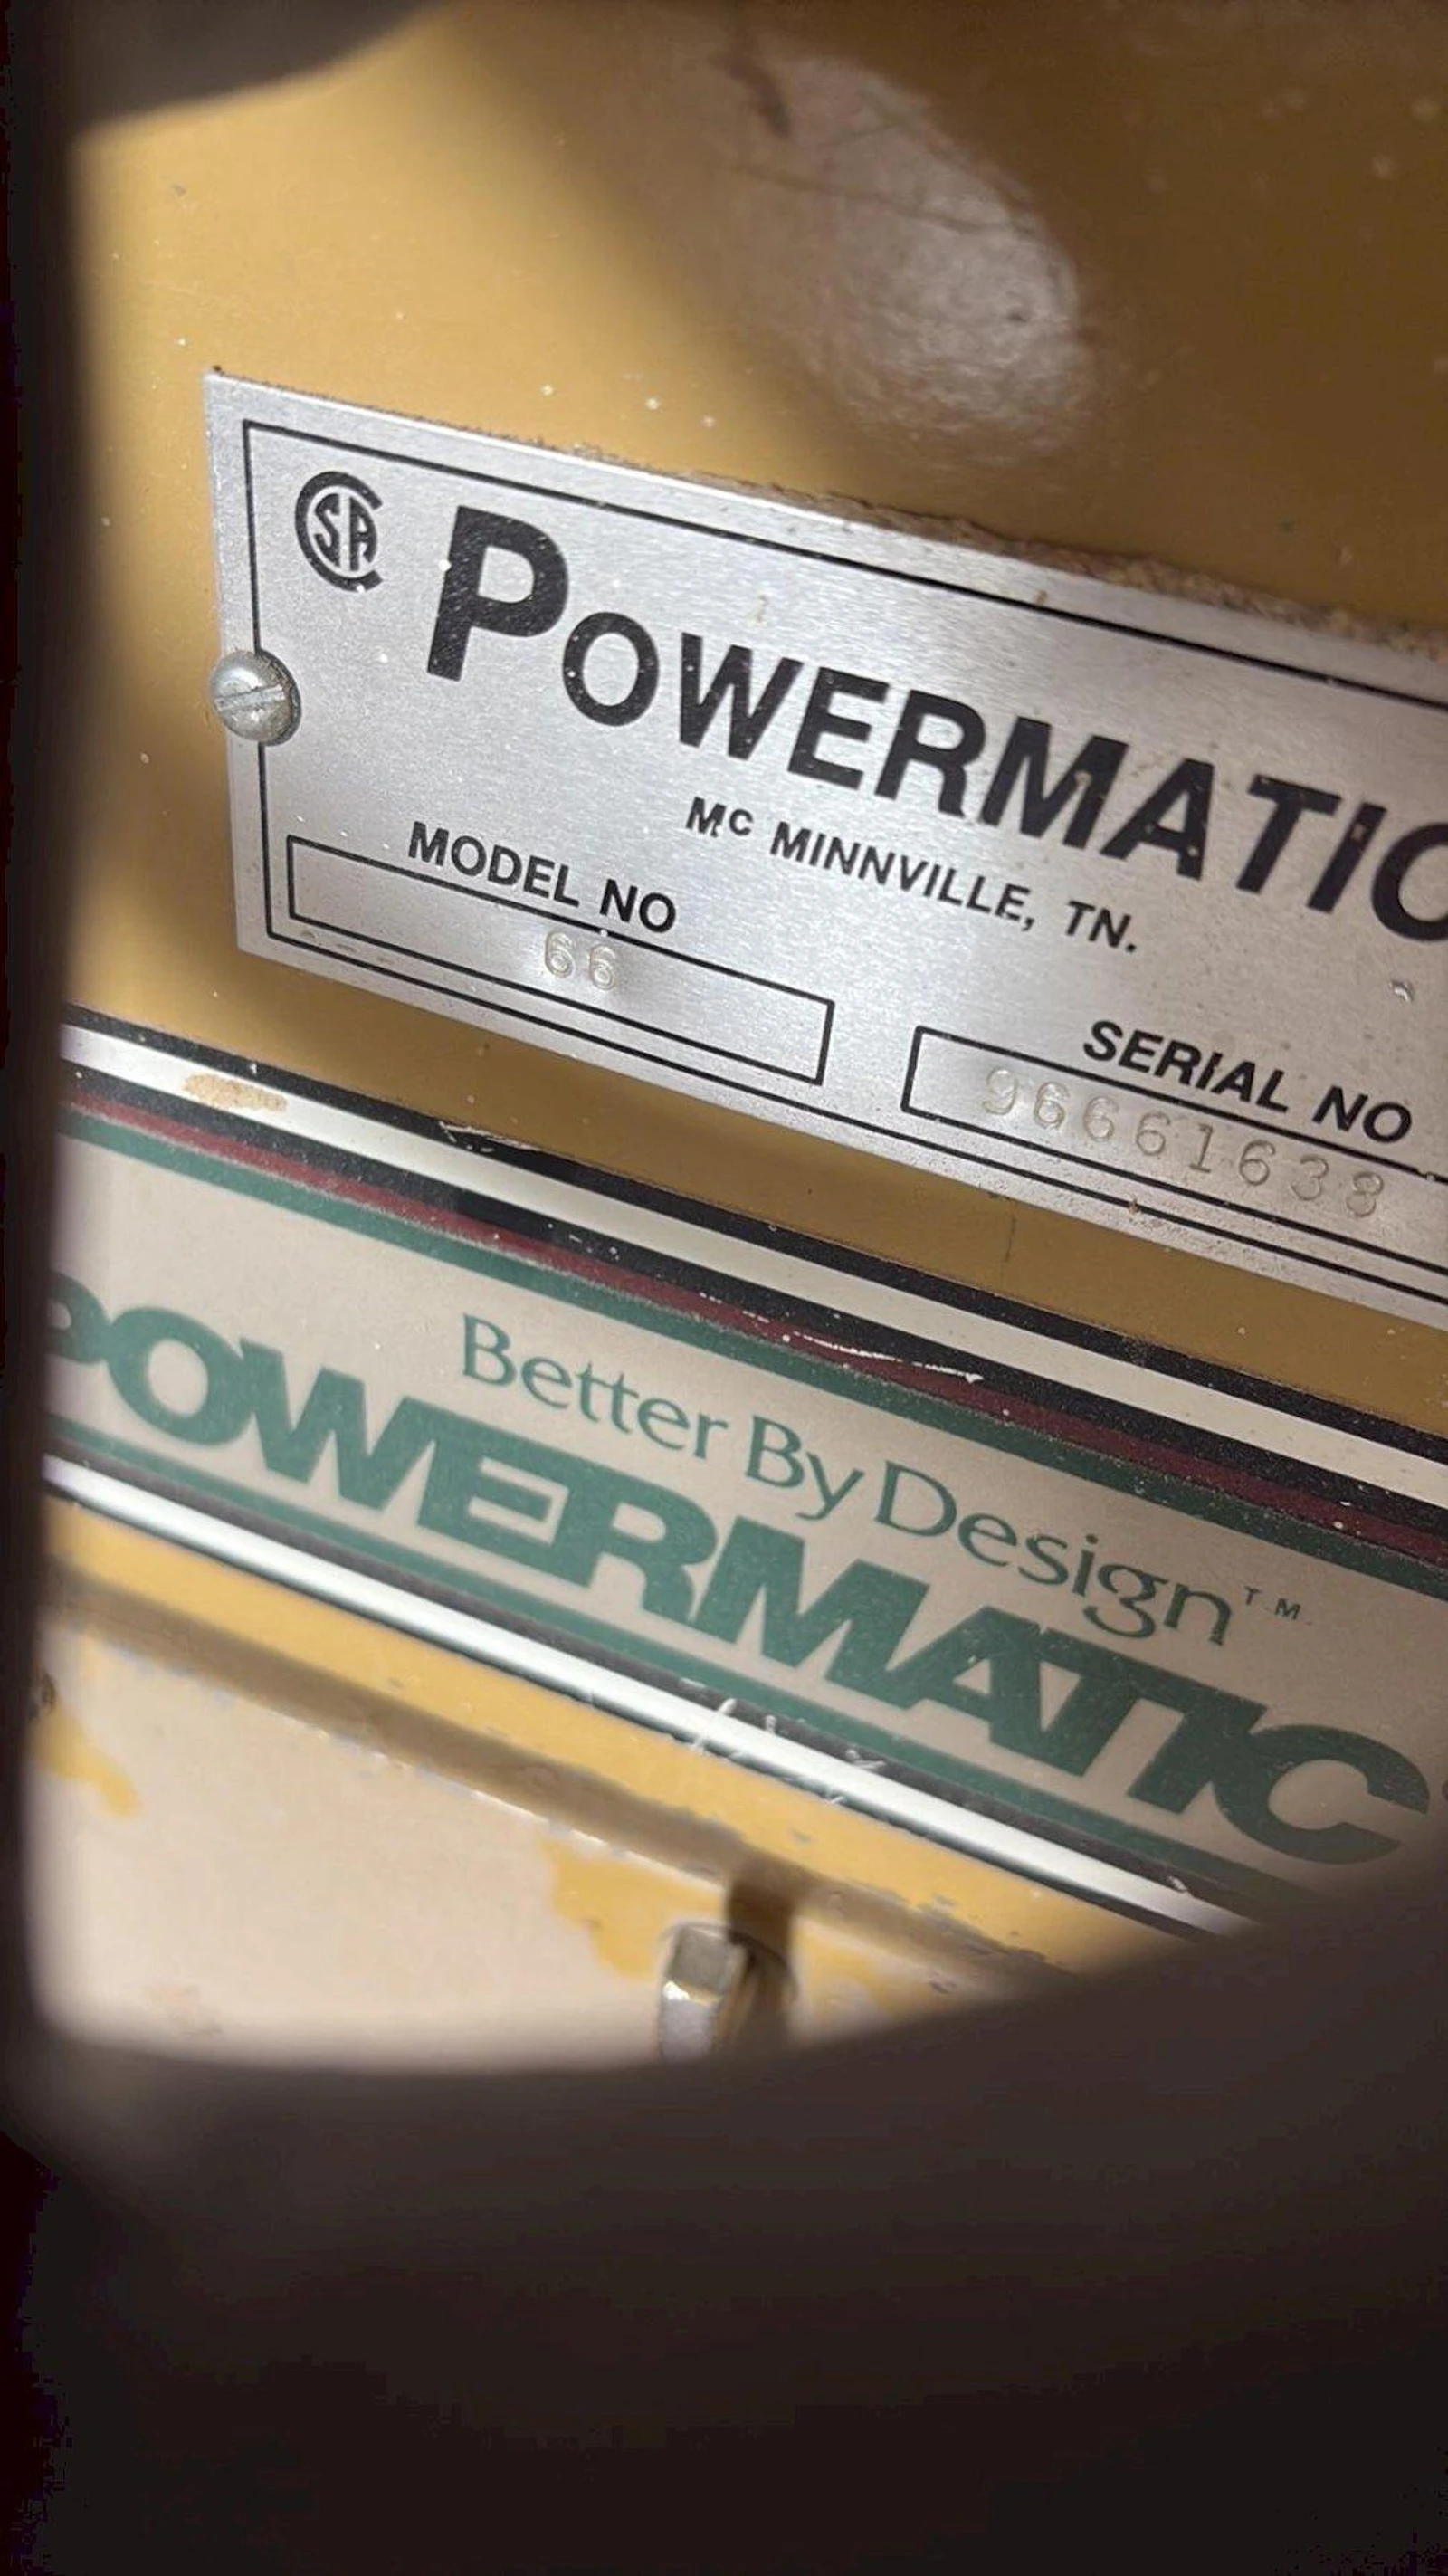 CSA
POWERMATIC
Mc MINNVILLE, TN.
MODEL NO
66
SERIAL NO
96661638
Better By Design™
POWERMATIC